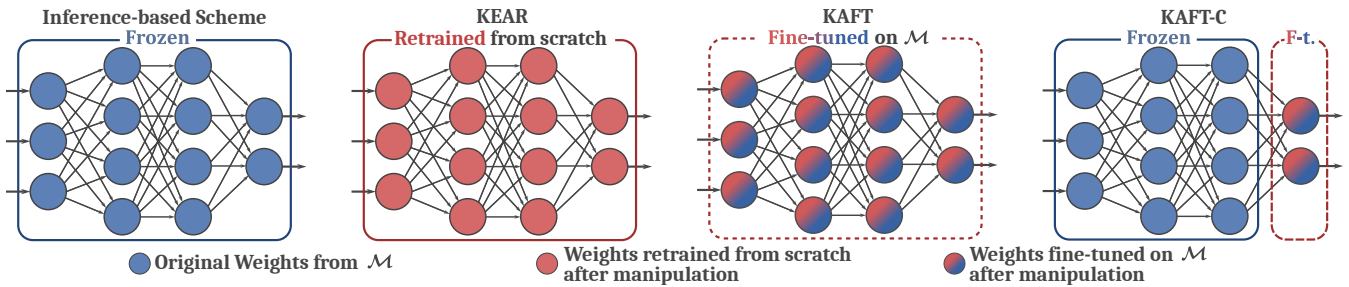 Inference-based Scheme
Frozen
KEAR
Retrained from scratch
KAFT
Fine-tuned on ℳ
KAFT-C
Frozen
F-t.
Original Weights from ℳ
Weights retrained from scratch
after manipulation
Weights fine-tuned on ℳ
after manipulation